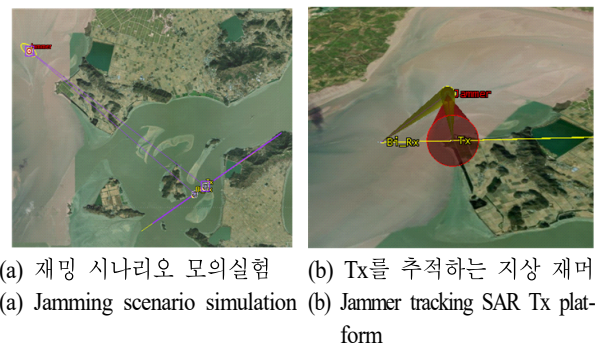 Jammer
Jammer
Bi_Rx
Tx
(a) 재밍 시나리오 모의실험
(a) Jamming scenario simulation
(b) Tx를 추적하는 지상 재머
(b) Jammer tracking SAR Tx plat-
form